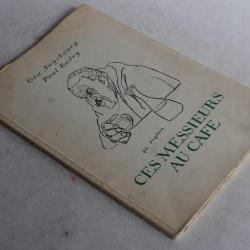 Géa Augsbourg
Paul Budry
CES MESSIEURS
AU CAFÉ